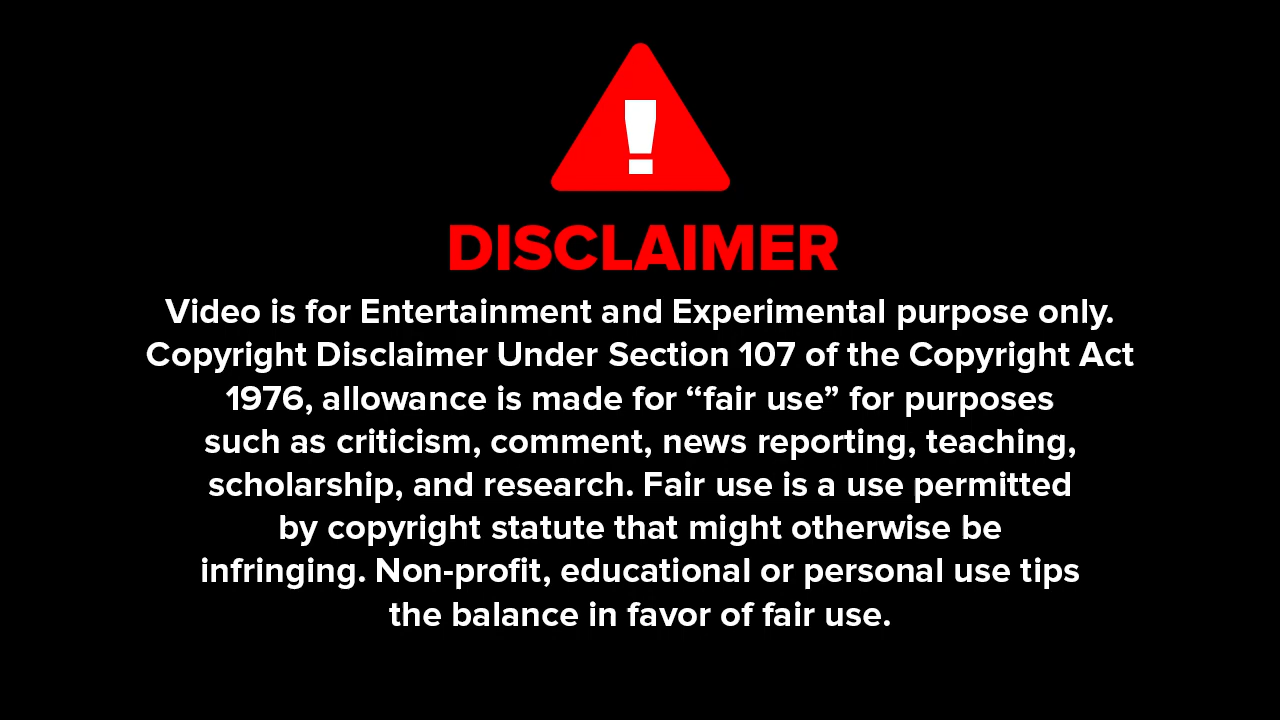 !
DISCLAIMER
Video is for Entertainment and Experimental purpose only.
Copyright Disclaimer Under Section 107 of the Copyright Act
1976, allowance is made for “fair use” for purposes
such as criticism, comment, news reporting, teaching,
scholarship, and research. Fair use is a use permitted
by copyright statute that might otherwise be
infringing. Non-profit, educational or personal use tips
the balance in favor of fair use.